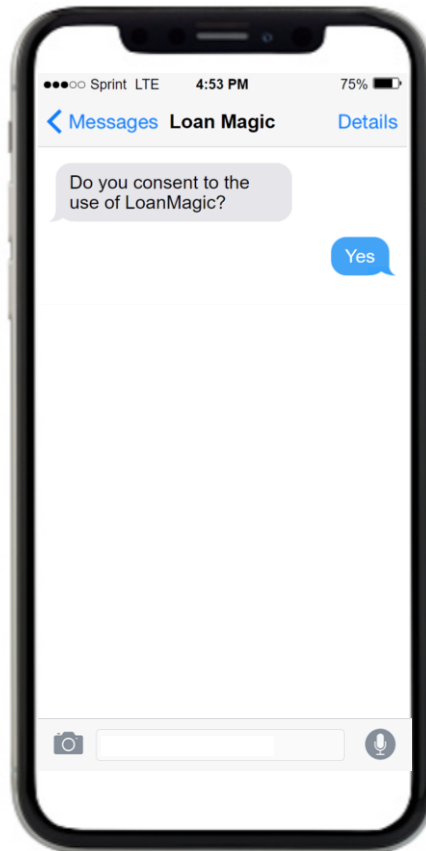 Sprint LTE 4:53 PM 75%
Messages Loan Magic Details
Do you consent to the
use of LoanMagic?
Yes